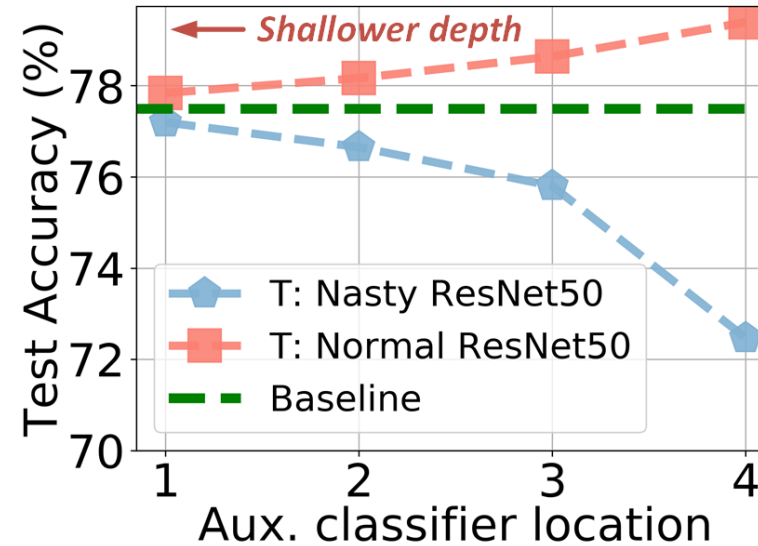 Shallower depth
Test Accuracy (%)
78
76
74
72
70
T: Nasty ResNet50
T: Normal ResNet50
Baseline
1 2 3 4
Aux. classifier location